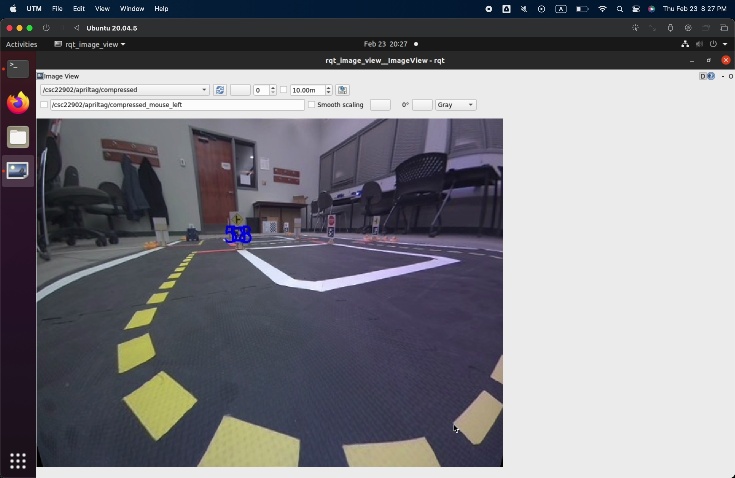 UTM File Edit View Window Help
A Thu Feb 23 8:27 PM
Ubuntu 20.04.5
Activities rqt_image_view Feb 23 20:27
rqt_image_view__ImageView - rqt
Image View
/csc22902/apriltag/compressed 0 10.00m
/csc22902/apriltag/compressed_mouse_left Smooth scaling 0° Gray